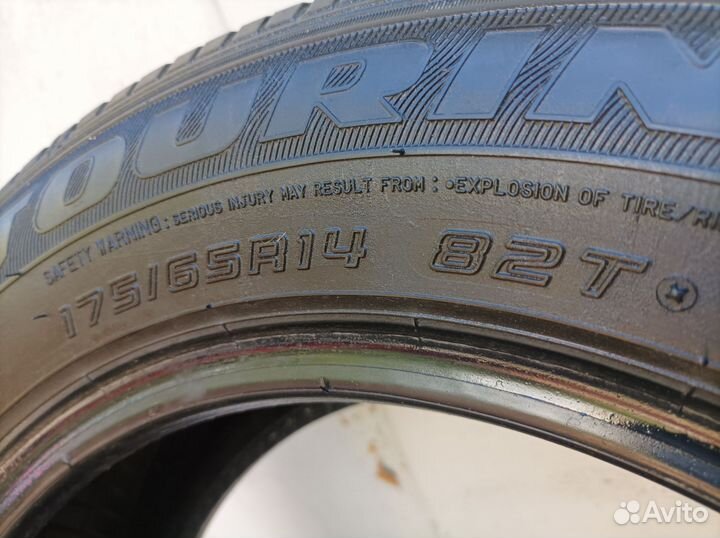 TOURIN
SAFETY WARNING : SERIOUS INJURY MAY RESULT FROM : •EXPLOSION OF TIRE/RI
175/65R14 82T
Avito